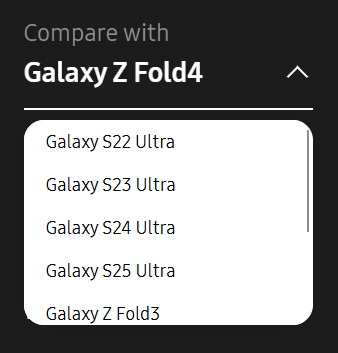 Compare with
Galaxy Z Fold4
Galaxy S22 Ultra
Galaxy S23 Ultra
Galaxy S24 Ultra
Galaxy S25 Ultra
Galaxy Z Fold3